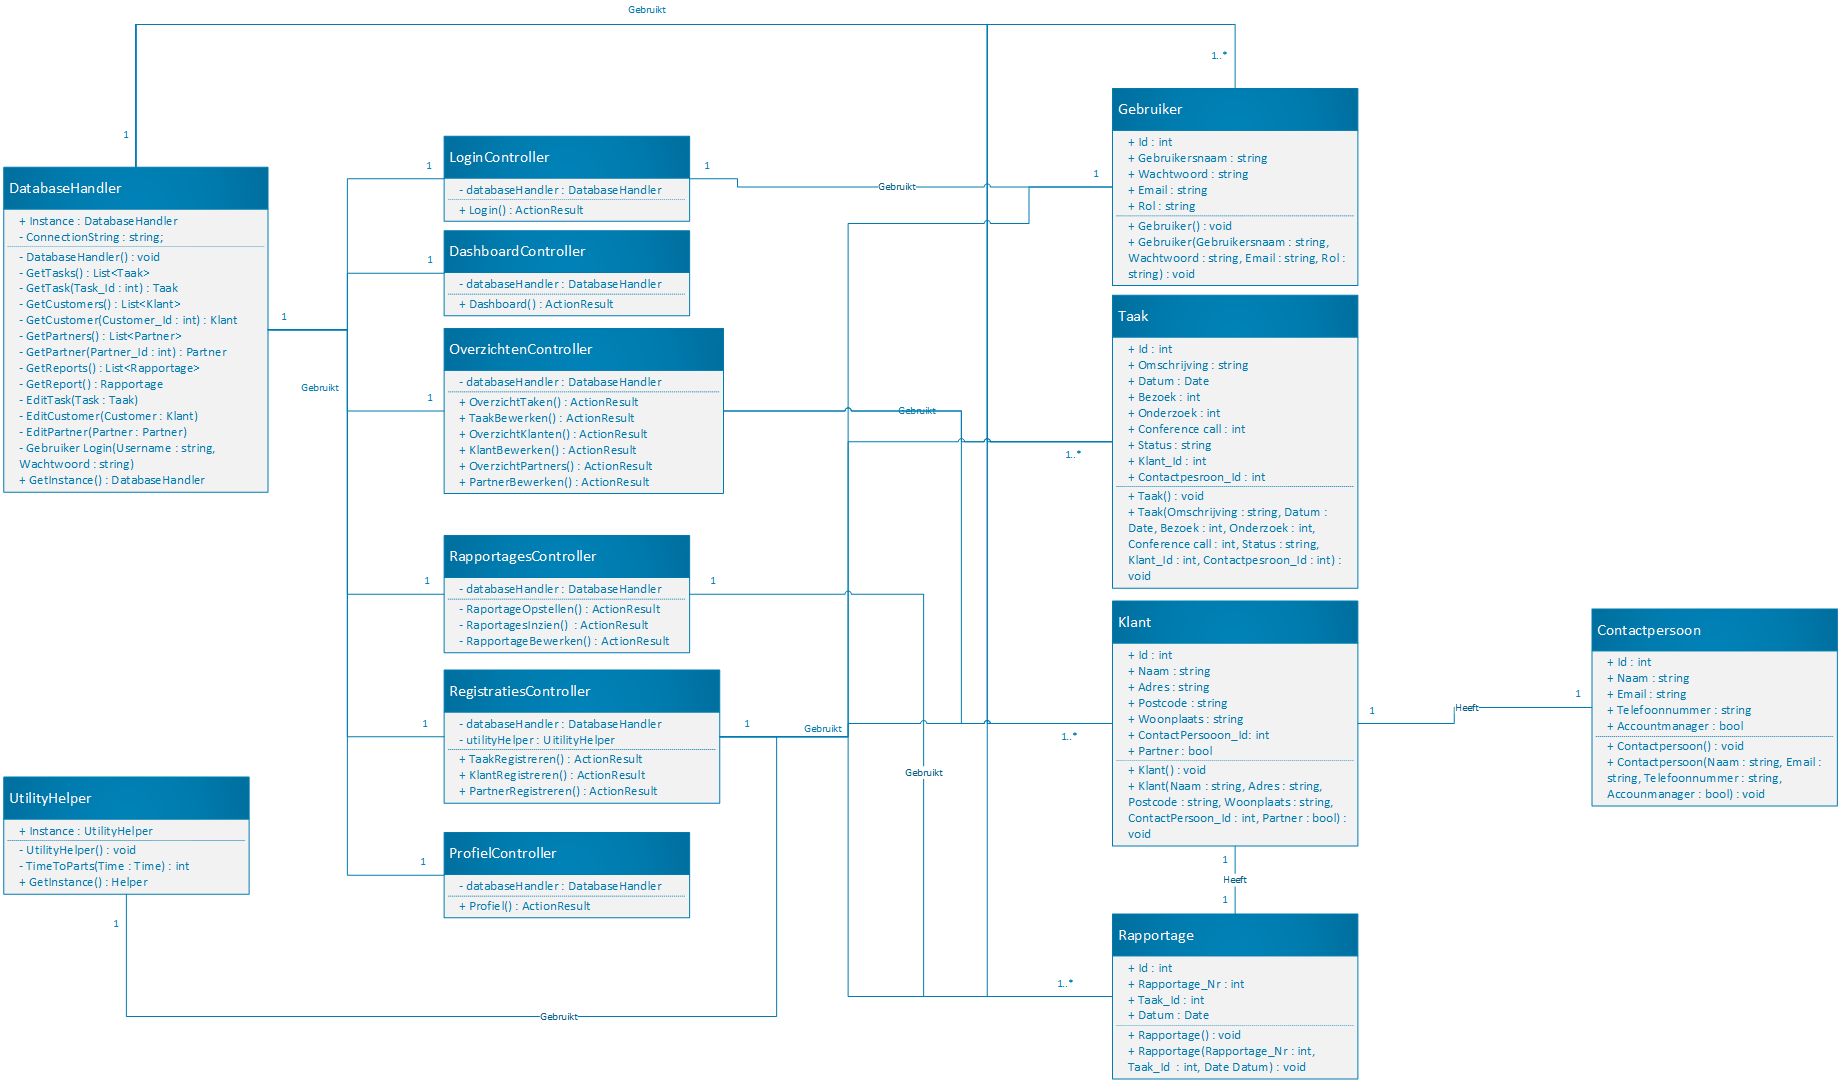 Gebruikt
1..*
1
DatabaseHandler
+ Instance : DatabaseHandler
- ConnectionString : string;
- DatabaseHandler() : void
- GetTasks() : List<Taak>
- GetTask(Task_Id : int) : Taak
- GetCustomers() : List<Klant>
- GetCustomer(Customer_Id : int) : Klant
- GetPartners() : List<Partner>
- GetPartner(Partner_Id : int) : Partner
- GetReports() : List<Rapportage>
- GetReport() : Rapportage
- EditTask(Task : Taak)
- EditCustomer(Customer : Klant)
- EditPartner(Partner : Partner)
- Gebruiker Login(Username : string,
Wachtwoord : string)
+ GetInstance() : DatabaseHandler
1
Gebruikt
UtilityHelper
+ Instance : UtilityHelper
- UtilityHelper() : void
- TimeToParts(Time : Time) : int
+ GetInstance() : Helper
1
Gebruikt
1
LoginController
- databaseHandler : DatabaseHandler
+ Login() : ActionResult
1
Gebruikt
1
1
DashboardController
- databaseHandler : DatabaseHandler
+ Dashboard() : ActionResult
1
OverzichtenController
- databaseHandler : DatabaseHandler
+ OverzichtTaken() : ActionResult
+ TaakBewerken() : ActionResult
+ OverzichtKlanten() : ActionResult
+ KlantBewerken() : ActionResult
+ OverzichtPartners() : ActionResult
+ PartnerBewerken() : ActionResult
Gebruikt
1
RapportagesController
- databaseHandler : DatabaseHandler
- RaportageOpstellen() : ActionResult
- RaportagesInzien() : ActionResult
- RapportageBewerken() : ActionResult
1
Gebruikt
1
RegistratiesController
- databaseHandler : DatabaseHandler
- utilityHelper : UitilityHelper
+ TaakRegistreren() : ActionResult
+ KlantRegistreren() : ActionResult
+ PartnerRegistreren() : ActionResult
1
Gebruikt
1
ProfielController
- databaseHandler : DatabaseHandler
+ Profiel() : ActionResult
Gebruiker
+ Id : int
+ Gebruikersnaam : string
+ Wachtwoord : string
+ Email : string
+ Rol : string
+ Gebruiker() : void
+ Gebruiker(Gebruikersnaam : string,
Wachtwoord : string, Email : string, Rol :
string) : void
Taak
+ Id : int
+ Omschrijving : string
+ Datum : Date
+ Bezoek : int
+ Onderzoek : int
+ Conference call : int
+ Status : string
+ Klant_Id : int
+ Contactpesroon_Id : int
+ Taak() : void
+ Taak(Omschrijving : string, Datum :
Date, Bezoek : int, Onderzoek : int,
Conference call : int, Status : string,
Klant_Id : int, Contactpesroon_Id : int) :
void
1..*
Klant
+ Id : int
+ Naam : string
+ Adres : string
+ Postcode : string
+ Woonplaats : string
+ ContactPersooon_Id: int
+ Partner : bool
+ Klant() : void
+ Klant(Naam : string, Adres : string,
Postcode : string, Woonplaats : string,
ContactPersoon_Id : int, Partner : bool) :
void
1..*
1
Heeft
1
Contactpersoon
+ Id : int
+ Naam : string
+ Email : string
+ Telefoonnummer : string
+ Accountmanager : bool
+ Contactpersoon() : void
+ Contactpersoon(Naam : string, Email :
string, Telefoonnummer : string,
Accounmanager : bool) : void
1
Heeft
1
Rapportage
+ Id : int
+ Rapportage_Nr : int
+ Taak_Id : int
+ Datum : Date
+ Rapportage() : void
+ Rapportage(Rapportage_Nr : int,
Taak_Id : int, Date Datum) : void
1..*